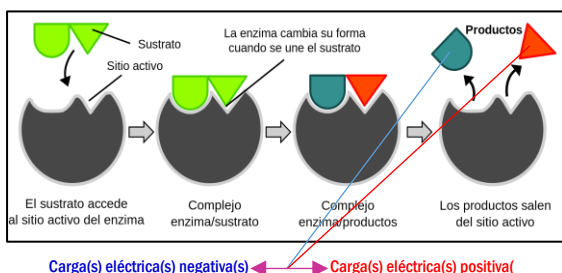 Sustrato
Sitio activo
La enzima cambia su forma
cuando se une el sustrato
Productos
El sustrato accede
al sitio activo del enzima
Complejo
enzima/sustrato
Complejo
enzima/productos
Los productos salen
del sitio activo
Carga(s) eléctrica(s) negativa(s)
Carga(s) eléctrica(s) positiva(